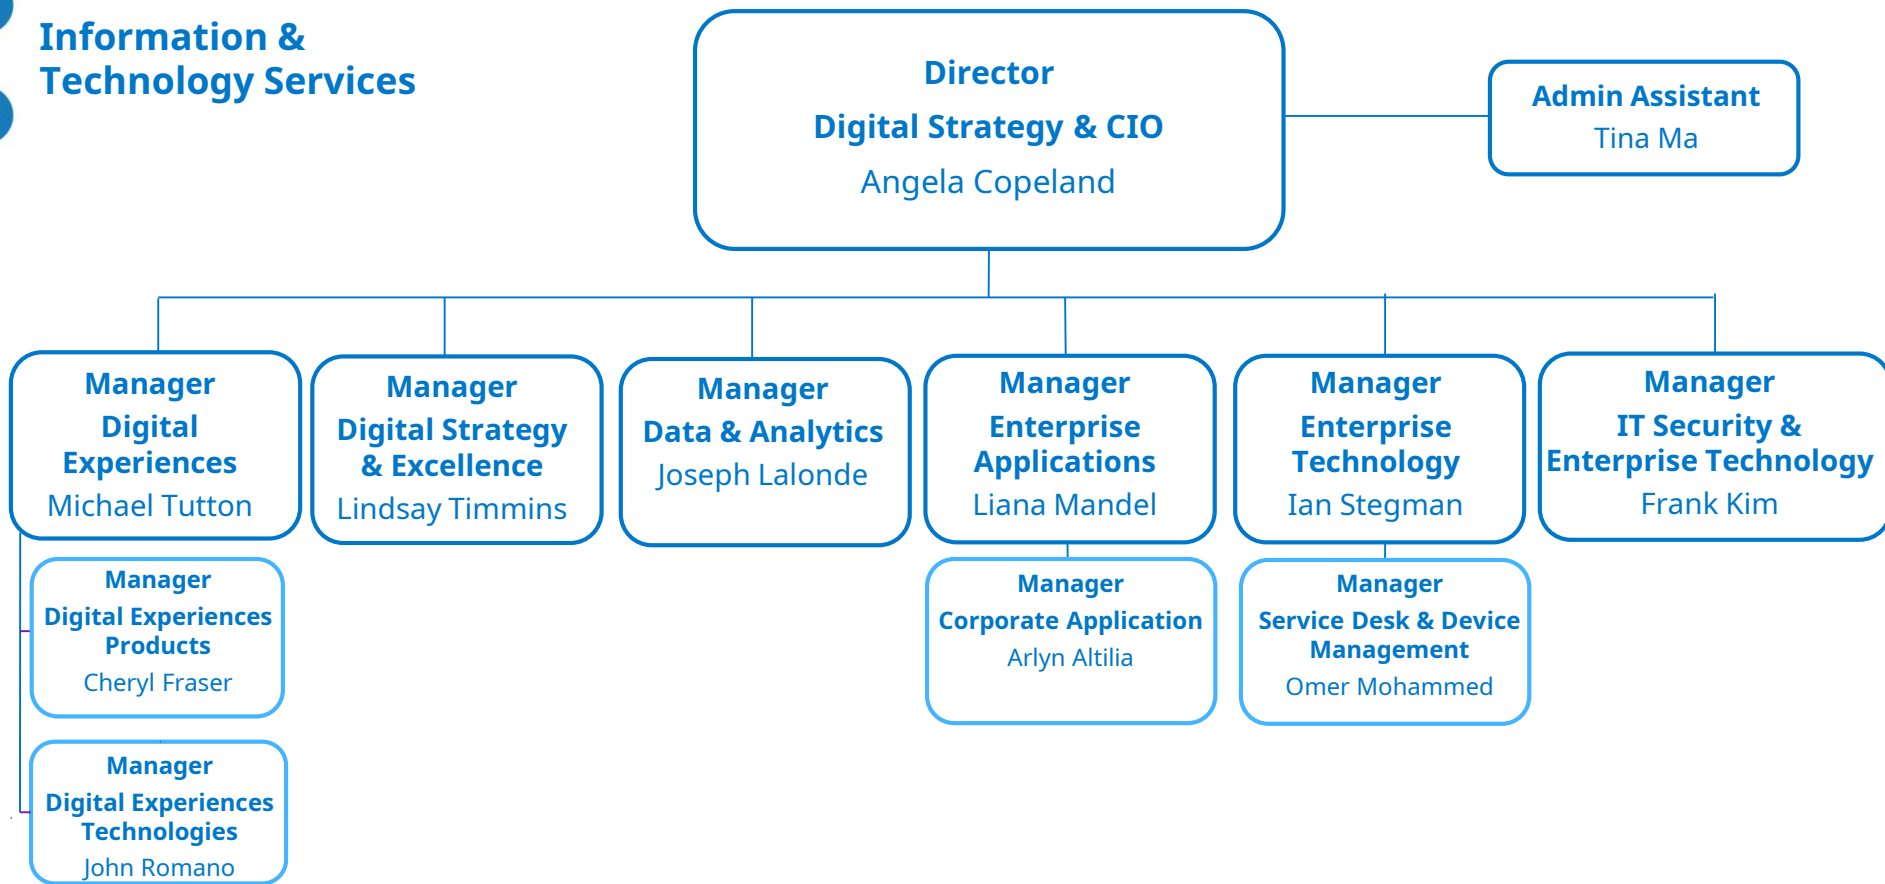 Information &
Technology Services
Director
Digital Strategy & CIO
Angela Copeland
Admin Assistant
Tina Ma
Manager
Digital
Experiences
Michael Tutton
Manager
Digital Strategy
& Excellence
Lindsay Timmins
Manager
Data & Analytics
Joseph Lalonde
Manager
Enterprise
Applications
Liana Mandel
Manager
Enterprise
Technology
Ian Stegman
Manager
IT Security &
Enterprise Technology
Frank Kim
Manager
Digital Experiences
Products
Cheryl Fraser
Manager
Corporate Application
Arlyn Altilia
Manager
Service Desk & Device
Management
Omer Mohammed
Manager
Digital Experiences
Technologies
John Romano